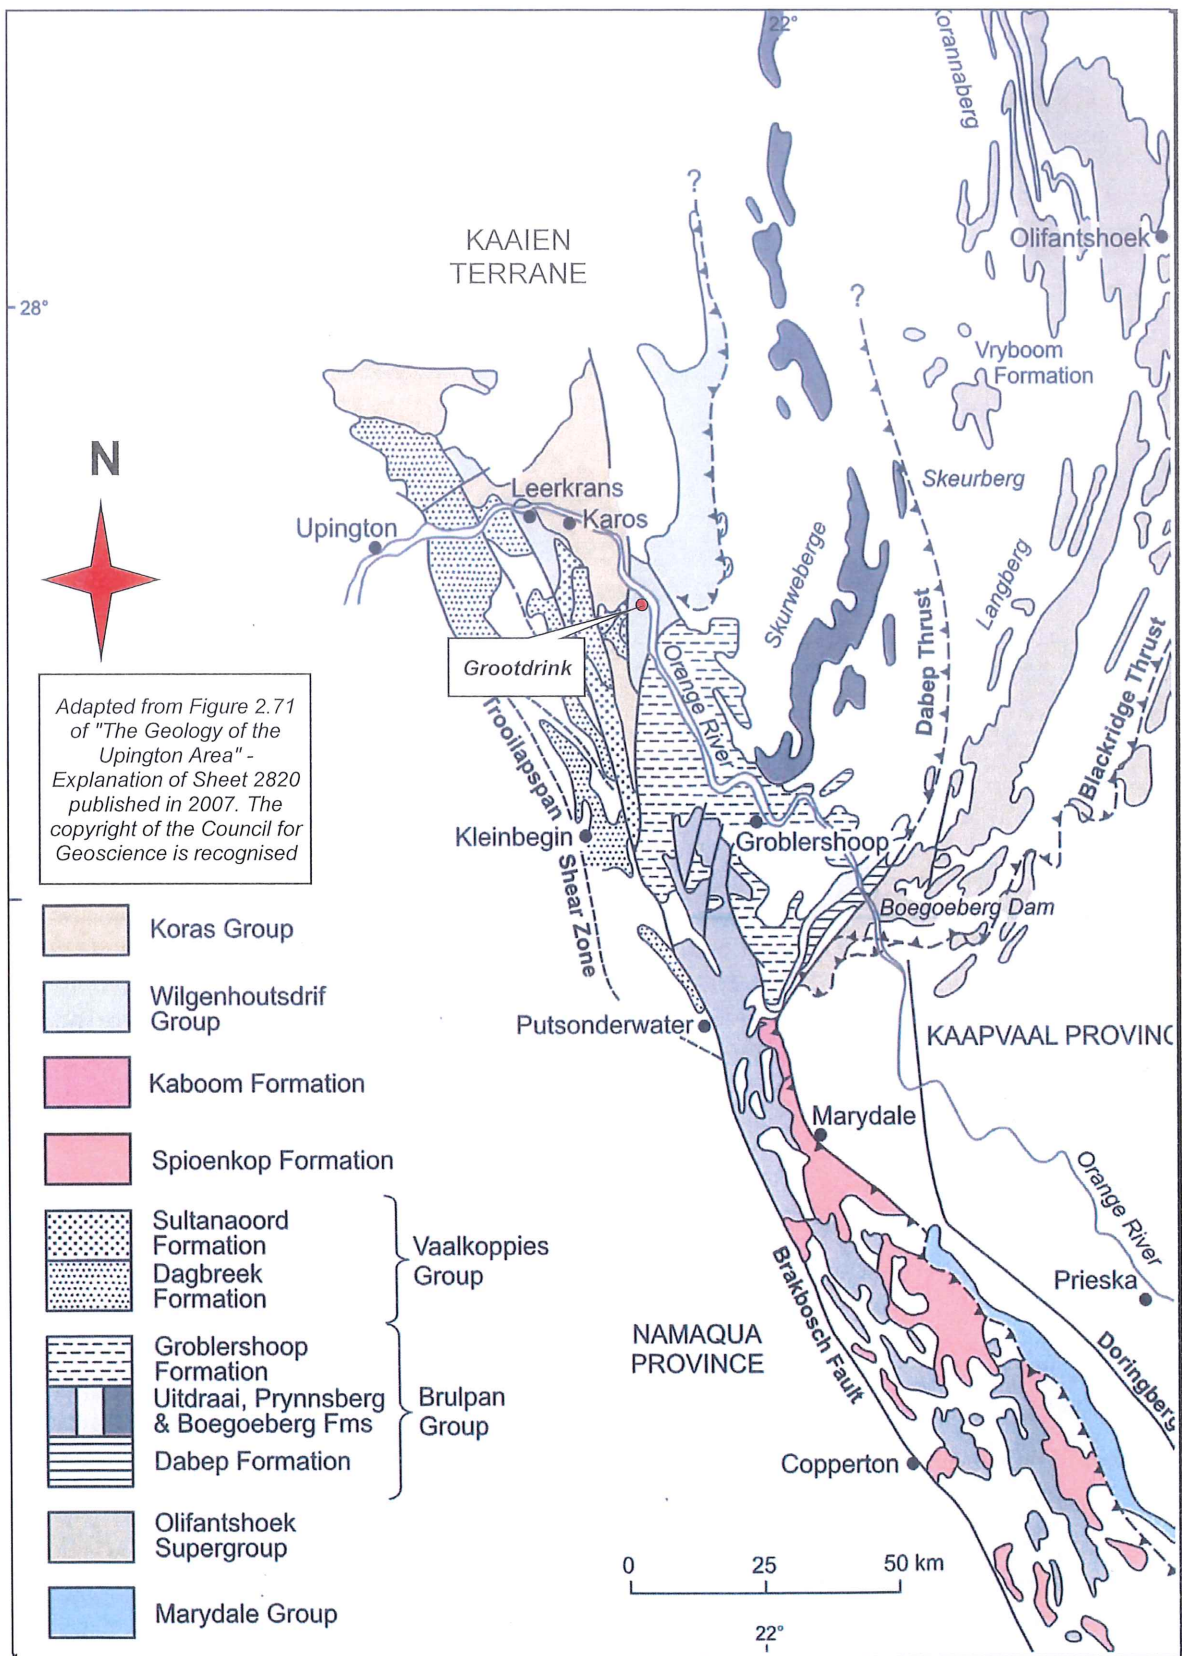 22°
Korannaberg
?
KAAIEN
TERRANE
Olifantshoek
28°
?
Vryboom
Formation
N
Skeurberg
Leerkrans
Karos
Upington
Skurweberge
Langberg
Dabep Thrust
Blackridge Thrust
Grootdrink
Orange River
Adapted from Figure 2.71
of "The Geology of the
Upington Area" -
Explanation of Sheet 2820
published in 2007. The
copyright of the Council for
Geoscience is recognised
Trooilapspan
Shear Zone
Kleinbegin
Groblershoop
Boegoeberg Dam
Putsonderwater
KAAPVAAL PROVINC
Marydale
Orange River
Prieska
Brakbosch Fault
NAMAQUA
PROVINCE
Doringberg
Copperton
Koras Group
Wilgenhoutsdrif
Group
Kaboom Formation
Spioenkop Formation
Sultanaoord
Formation
Dagbreek
Formation
Vaalkoppies
Group
Groblershoop
Formation
Uitdraai, Prynnsberg
& Boegoeberg Fms
Dabep Formation
Brulpan
Group
Olifantshoek
Supergroup
Marydale Group
0 25 50 km
22°